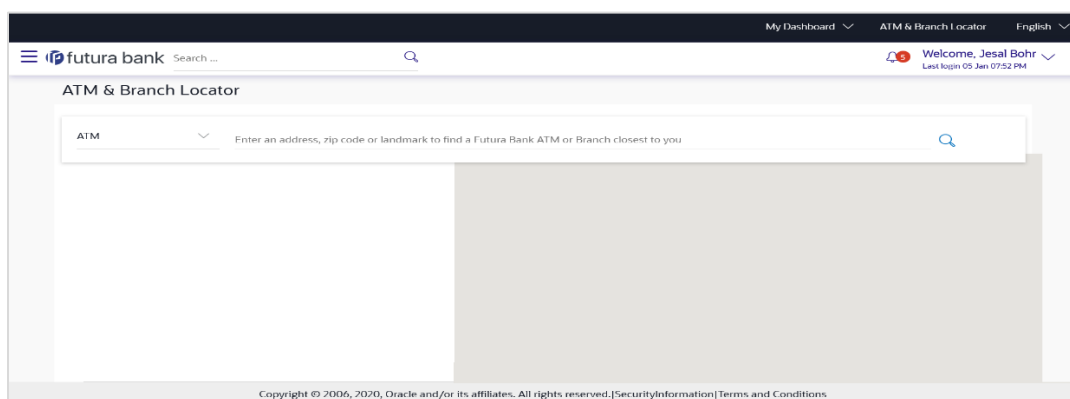 My Dashboard ATM & Branch Locator English
futura bank Search ... 5 Welcome, Jesal Bohr
Last login 05 Jan 07:52 PM
ATM & Branch Locator
ATM Enter an address, zip code or landmark to find a Futura Bank ATM or Branch closest to you
Copyright © 2006, 2020, Oracle and/or its affiliates. All rights reserved.|SecurityInformation|Terms and Conditions